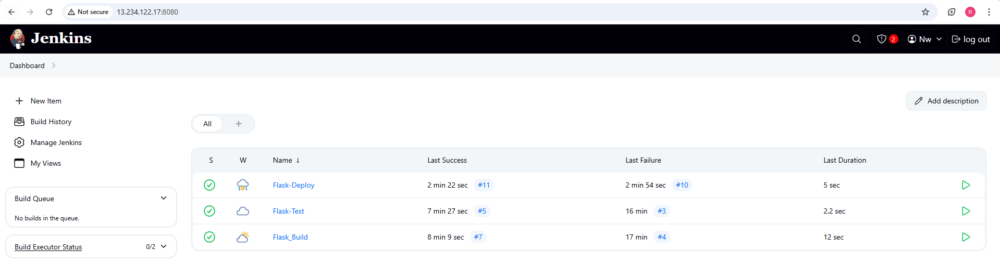 Not secure 13.234.122.17:8080 R
Jenkins 2 Nw log out
Dashboard
New Item
Add description
Build History
All +
Manage Jenkins
My Views
S W Name ↓ Last Success Last Failure Last Duration
Flask-Deploy 2 min 22 sec #11 2 min 54 sec #10 5 sec
Flask-Test 7 min 27 sec #5 16 min #3 2.2 sec
Flask_Build 8 min 9 sec #7 17 min #4 12 sec
Build Queue
No builds in the queue.
Build Executor Status 0/2